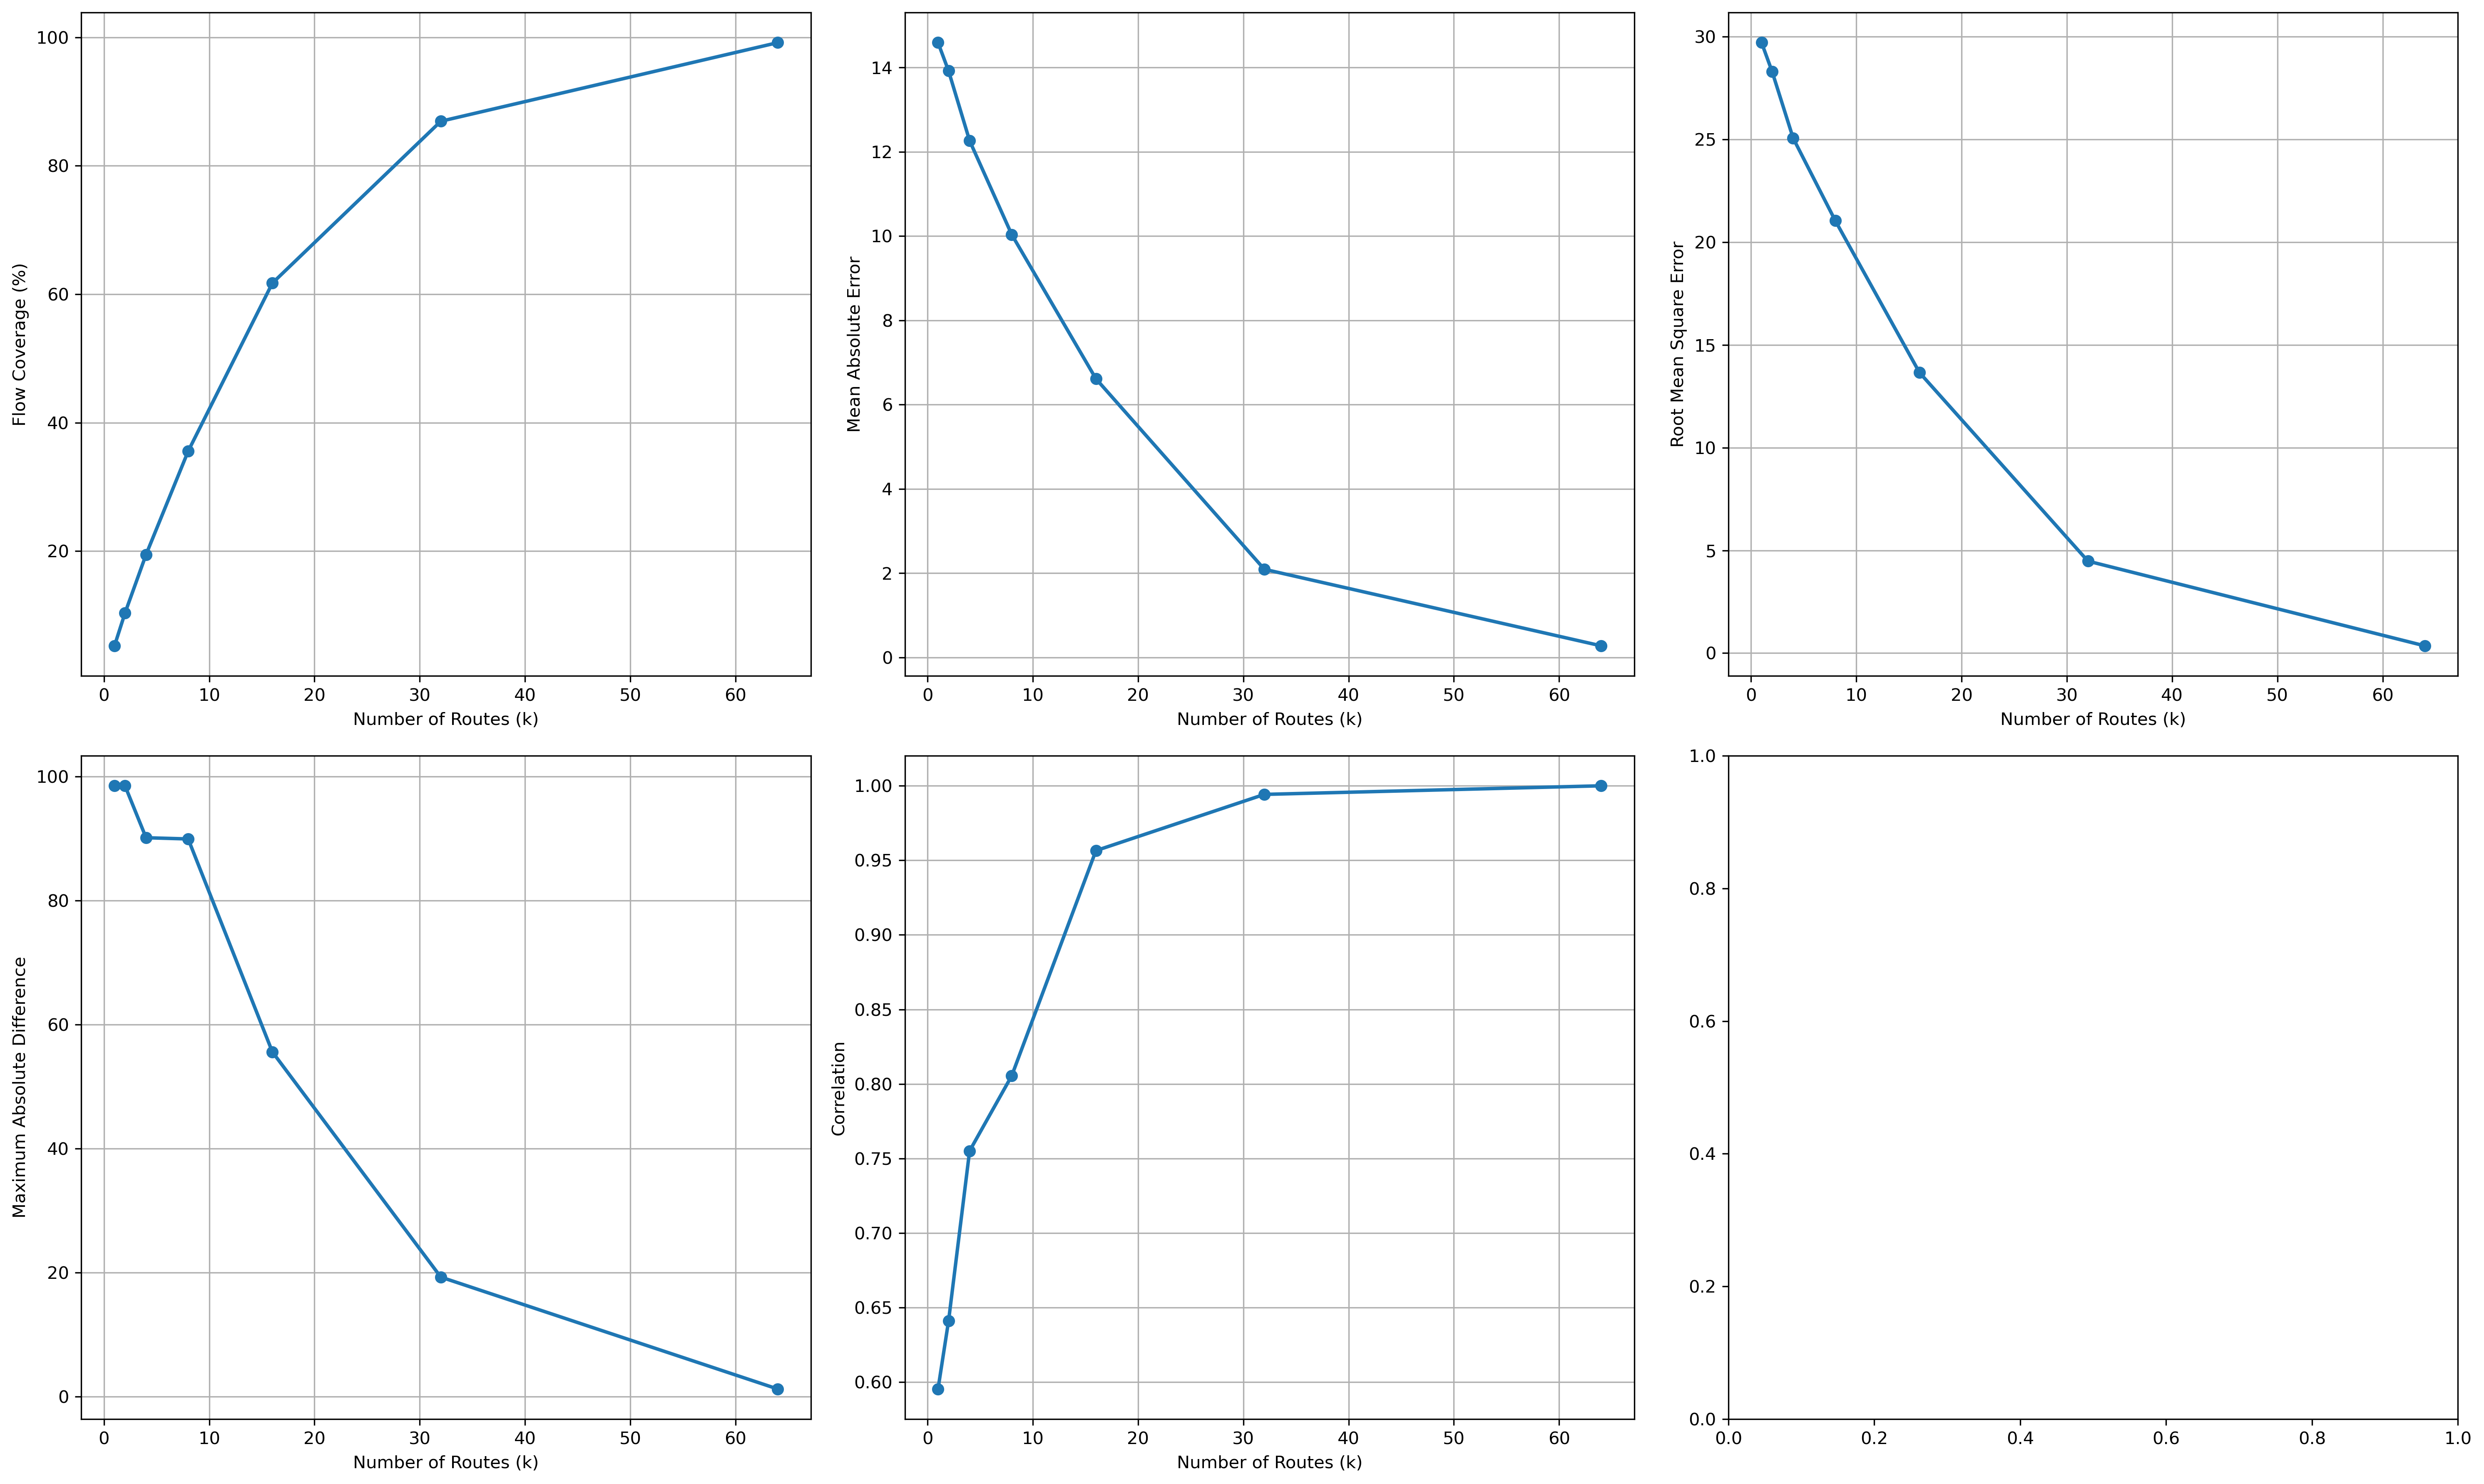 100
80
60
40
20
Flow Coverage (%)
0 10 20 30 40 50 60
Number of Routes (k)
14
12
10
8
6
4
2
0
Mean Absolute Error
0 10 20 30 40 50 60
Number of Routes (k)
30
25
20
15
10
5
0
Root Mean Square Error
0 10 20 30 40 50 60
Number of Routes (k)
100
80
60
40
20
0
Maximum Absolute Difference
0 10 20 30 40 50 60
Number of Routes (k)
1.00
0.95
0.90
0.85
0.80
0.75
0.70
0.65
0.60
Correlation
0 10 20 30 40 50 60
Number of Routes (k)
1.0
0.8
0.6
0.4
0.2
0.0
0.0 0.2 0.4 0.6 0.8 1.0